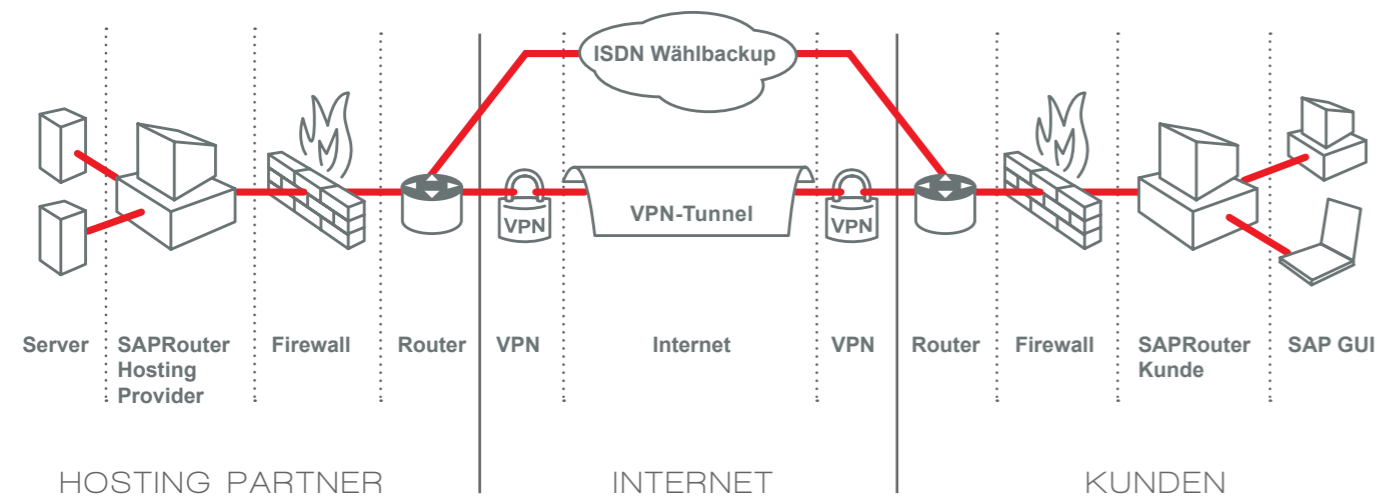 ISDN Wählbackup
VPN
VPN-Tunnel
VPN
Server
SAPRouter
Hosting
Provider
Firewall
Router
VPN
Internet
VPN
Router
Firewall
SAPRouter
Kunde
SAP GUI
HOSTING PARTNER
INTERNET
KUNDEN